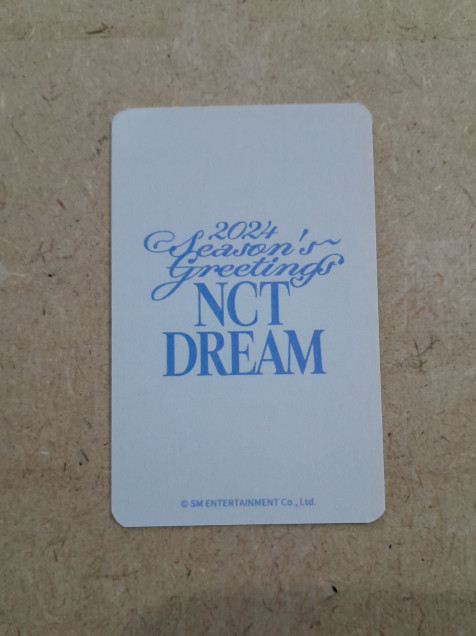 2024
Season's
Greetings
NCT
DREAM
© SM ENTERTAINMENT Co., Ltd.